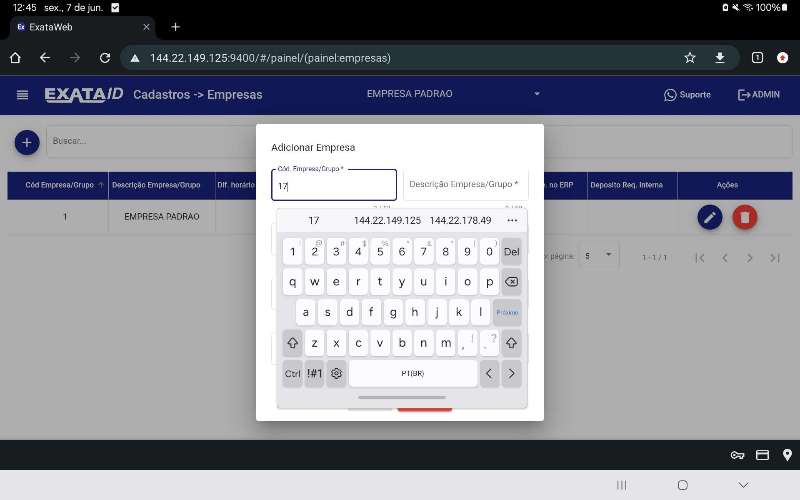 12:45 sex., 7 de jun. 100%
Ex ExataWeb
144.22.149.125:9400/#/painel/(painel:empresas)
1
EXATAID Cadastros -> Empresas EMPRESA PADRAO Suporte ADMIN
Buscar...
Cód Empresa/Grupo Descrição Empresa/Grupo Dif. horário no ERP Deposito Req. Interna Ações
1 EMPRESA PADRAO
página: 5 1 - 1 / 1
Adicionar Empresa
Cód. Empresa/Grupo *
17
Descrição Empresa/Grupo *
17 144.22.149.125 144.22.178.49 ...
1 2 @ 3 # 4 $ 5 % 6 7 & 8 * 9 ( 0 ) Del
q w e r t y u i o p
a s d f g h j k l Próximo
z x c v b n m , ! . ?
Ctrl !#1 PT(BR) < >